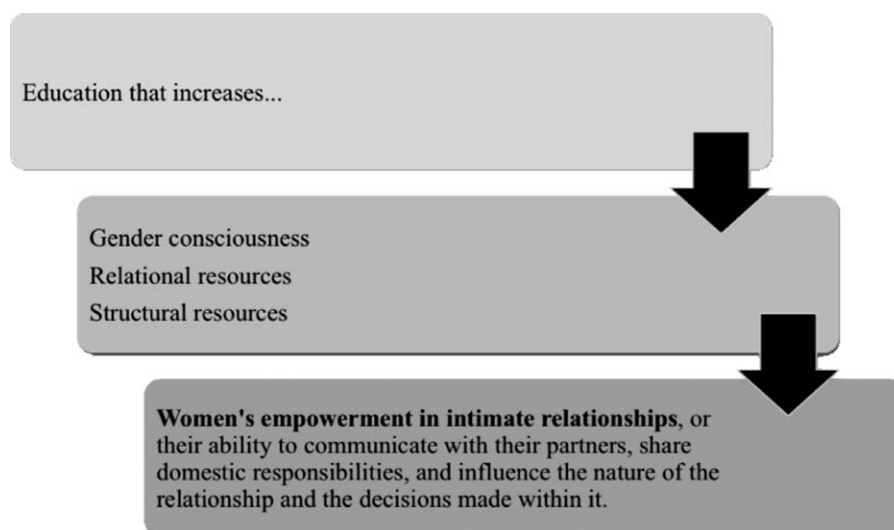 Education that increases...
Gender consciousness
Relational resources
Structural resources
Women's empowerment in intimate relationships, or
their ability to communicate with their partners, share
domestic responsibilities, and influence the nature of the
relationship and the decisions made within it.